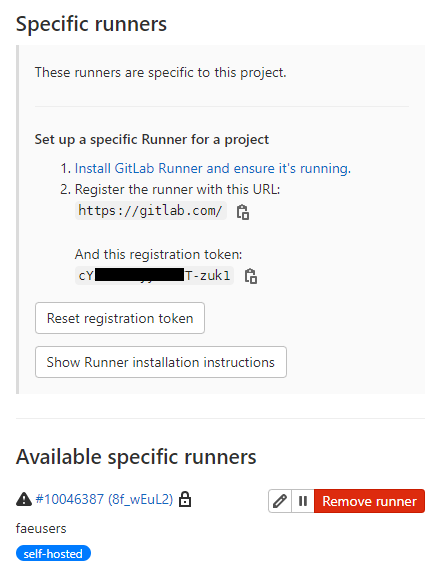 Specific runners
These runners are specific to this project.
Set up a specific Runner for a project
1. Install GitLab Runner and ensure it's running.
2. Register the runner with this URL:
https://gitlab.com/
And this registration token:
cY T-zuk1
Reset registration token
Show Runner installation instructions
Available specific runners
#10046387 (8f_wEuL2)
Remove runner
faeusers
self-hosted